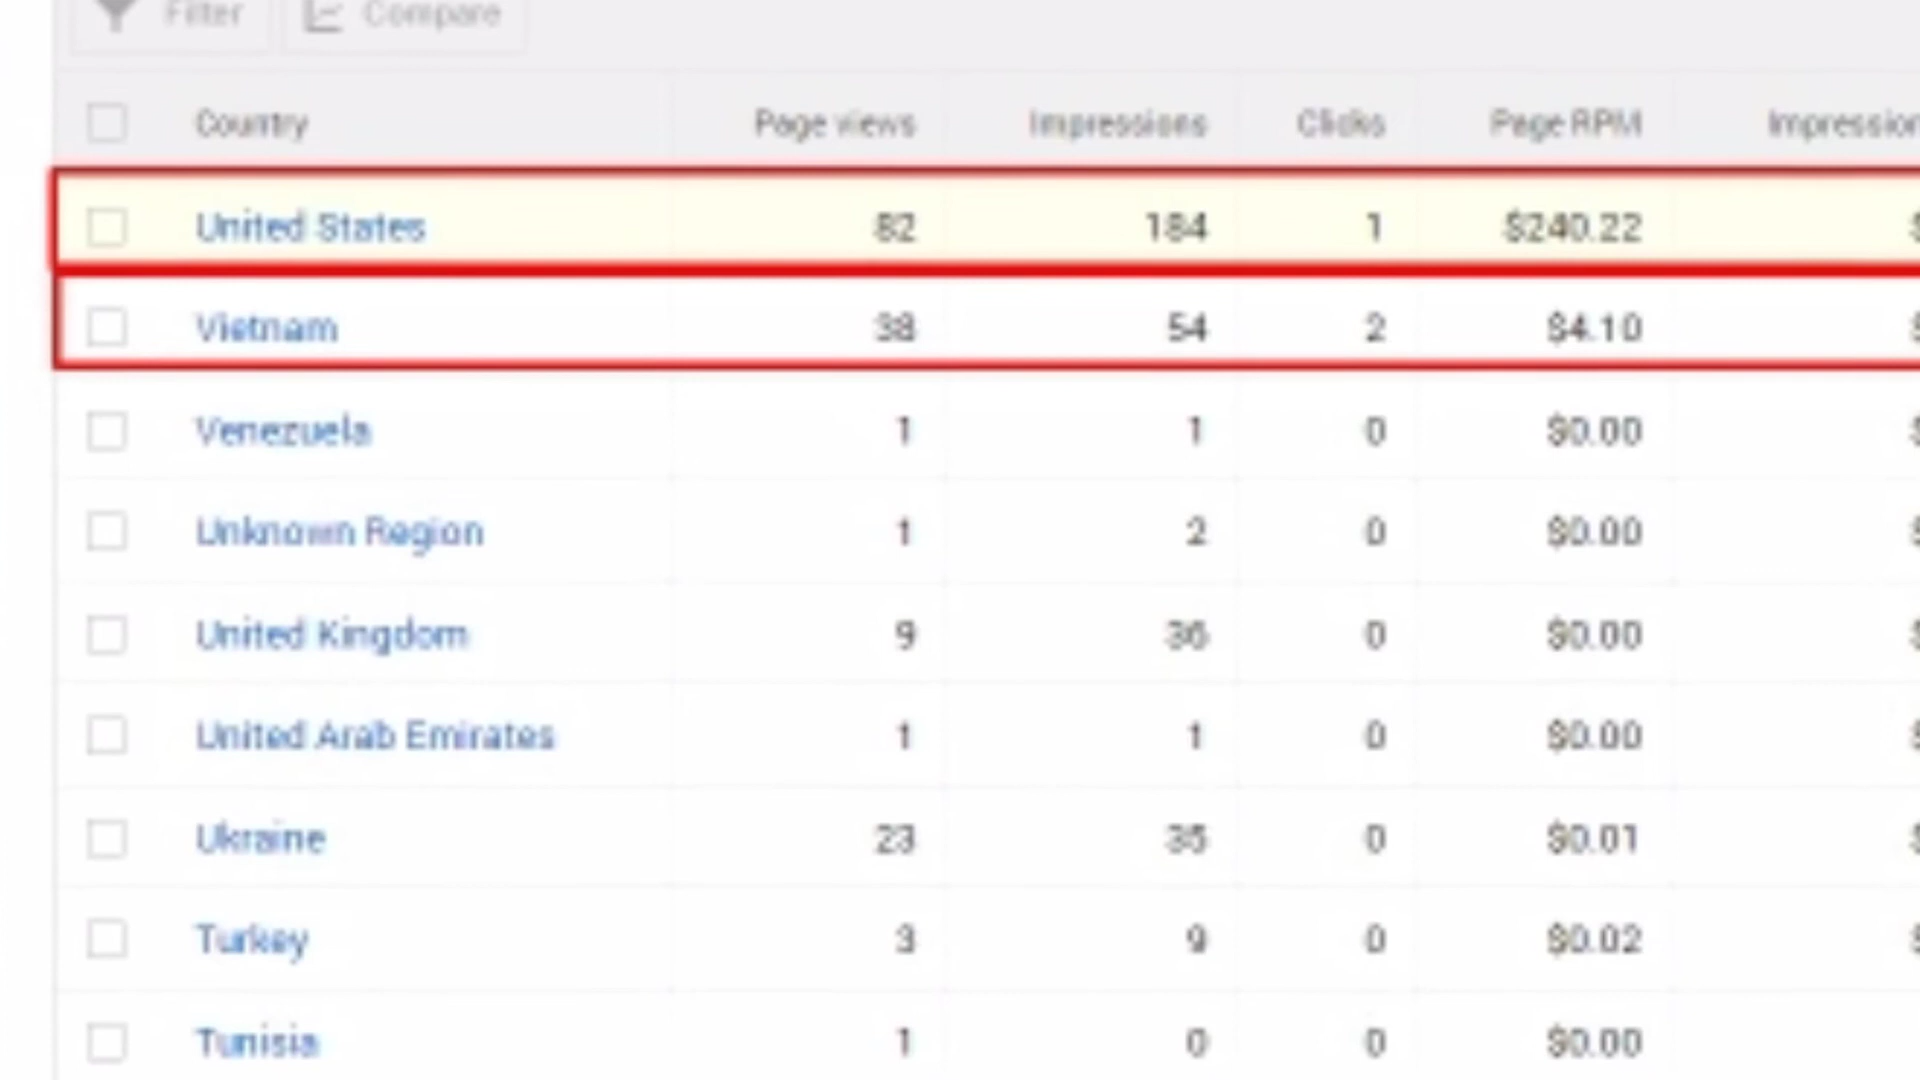 Filter Compare
Country Page views Impressions Clicks Page RPM Impression
United States 82 184 1 $240.22 $
Vietnam 38 54 2 $4.10 $
Venezuela 1 1 0 $0.00 $
Unknown Region 1 2 0 $0.00 $
United Kingdom 9 36 0 $0.00 $
United Arab Emirates 1 1 0 $0.00 $
Ukraine 23 35 0 $0.01 $
Turkey 3 9 0 $0.02 $
Tunisia 1 0 0 $0.00